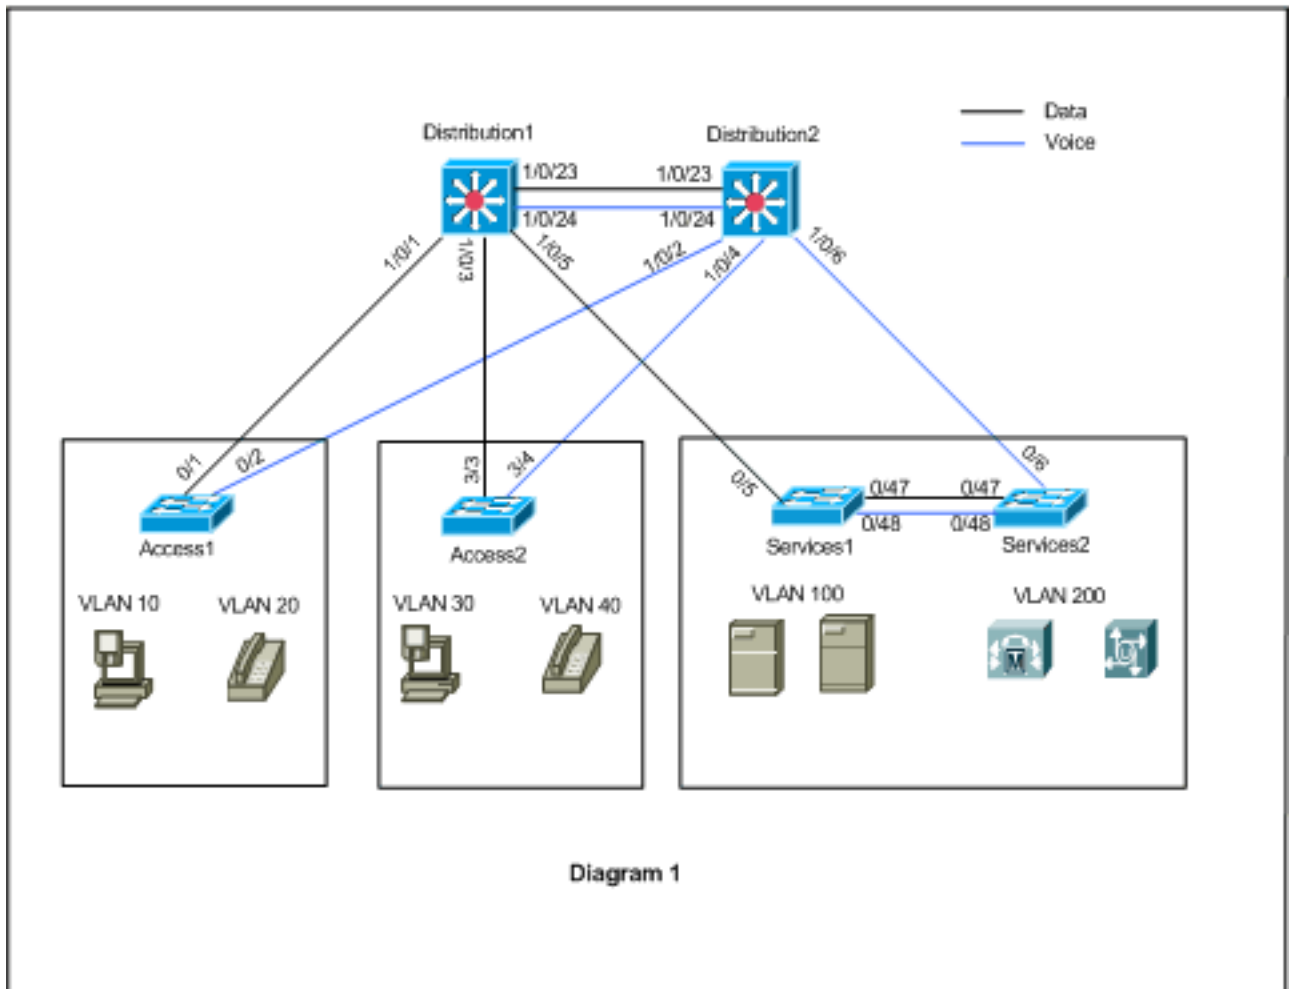 Data
Voice
Distribution1
Distribution2
1/0/23
1/0/23
1/0/24
1/0/24
1/0/1
1/0/3
1/0/5
1/0/2
1/0/4
1/0/6
0/1
0/2
3/3
3/4
0/5
0/6
0/47
0/47
0/48
0/48
Access1
Access2
Services1
Services2
VLAN 10
VLAN 20
VLAN 30
VLAN 40
VLAN 100
VLAN 200
M
U
Diagram 1